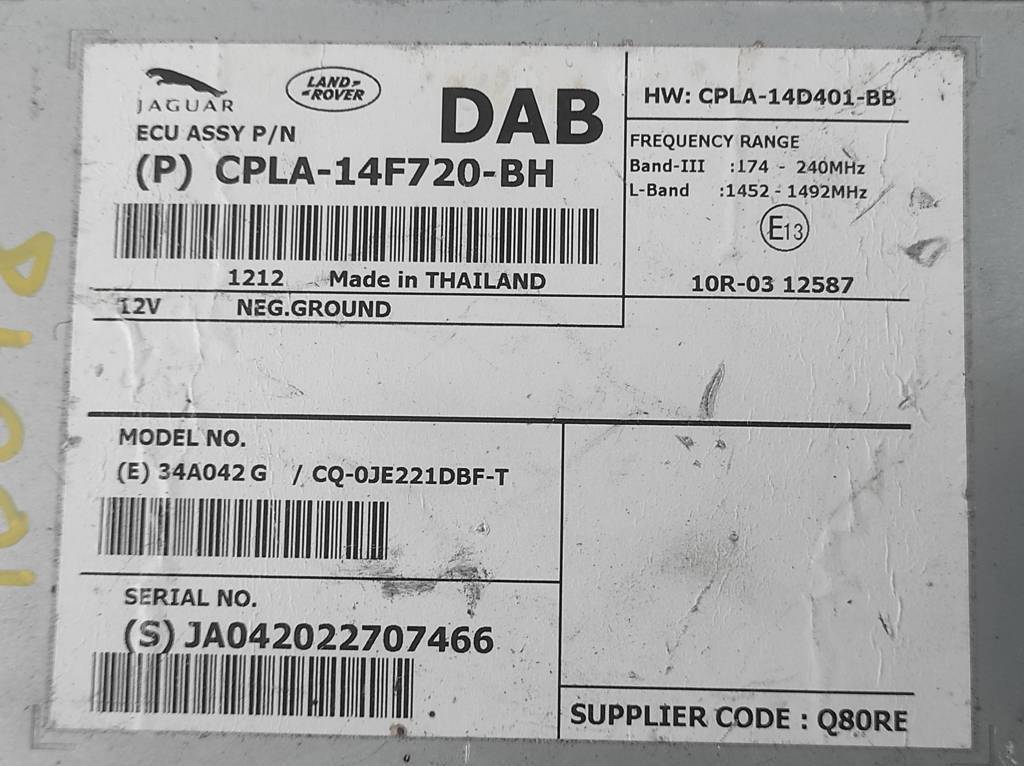 JAGUAR
LAND-
-ROVER
DAB
ECU ASSY P/N
(P) CPLA-14F720-BH
1212 Made in THAILAND
12V NEG.GROUND
HW: CPLA-14D401-BB
FREQUENCY RANGE
Band-III :174 - 240MHz
L-Band :1452 - 1492MHz
E13
10R-03 12587
MODEL NO.
(E) 34A042 G / CQ-0JE221DBF-T
SERIAL NO.
(S) JA042022707466
SUPPLIER CODE : Q80RE